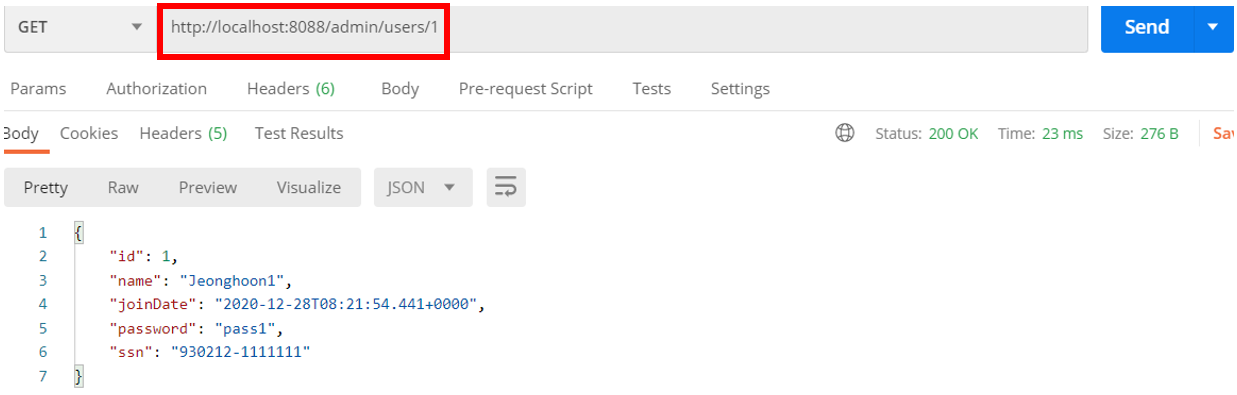 GET http://localhost:8088/admin/users/1 Send
Params Authorization Headers (6) Body Pre-request Script Tests Settings
Body Cookies Headers (5) Test Results Status: 200 OK Time: 23 ms Size: 276 B Sav
Pretty Raw Preview Visualize JSON
1 {
2 "id": 1,
3 "name": "Jeonghoon1",
4 "joinDate": "2020-12-28T08:21:54.441+0000",
5 "password": "pass1",
6 "ssn": "930212-1111111"
7 }